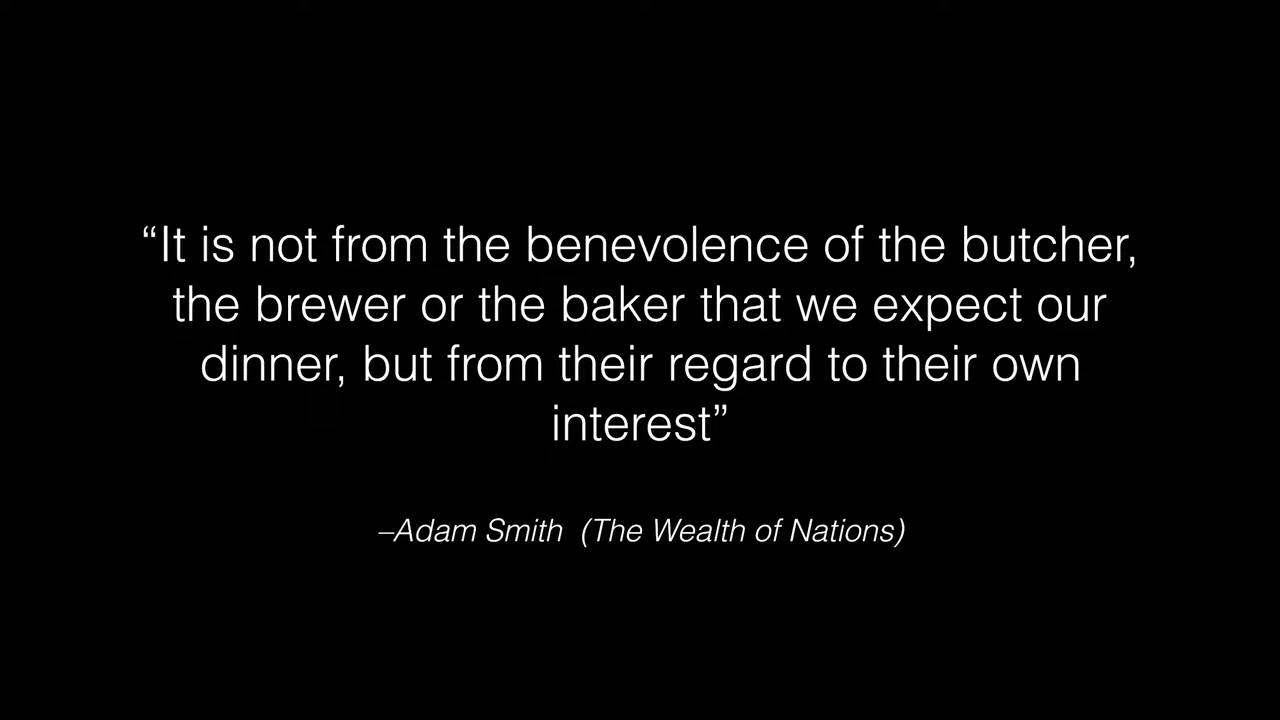 “It is not from the benevolence of the butcher,
the brewer or the baker that we expect our
dinner, but from their regard to their own
interest”
–Adam Smith  (The Wealth of Nations)